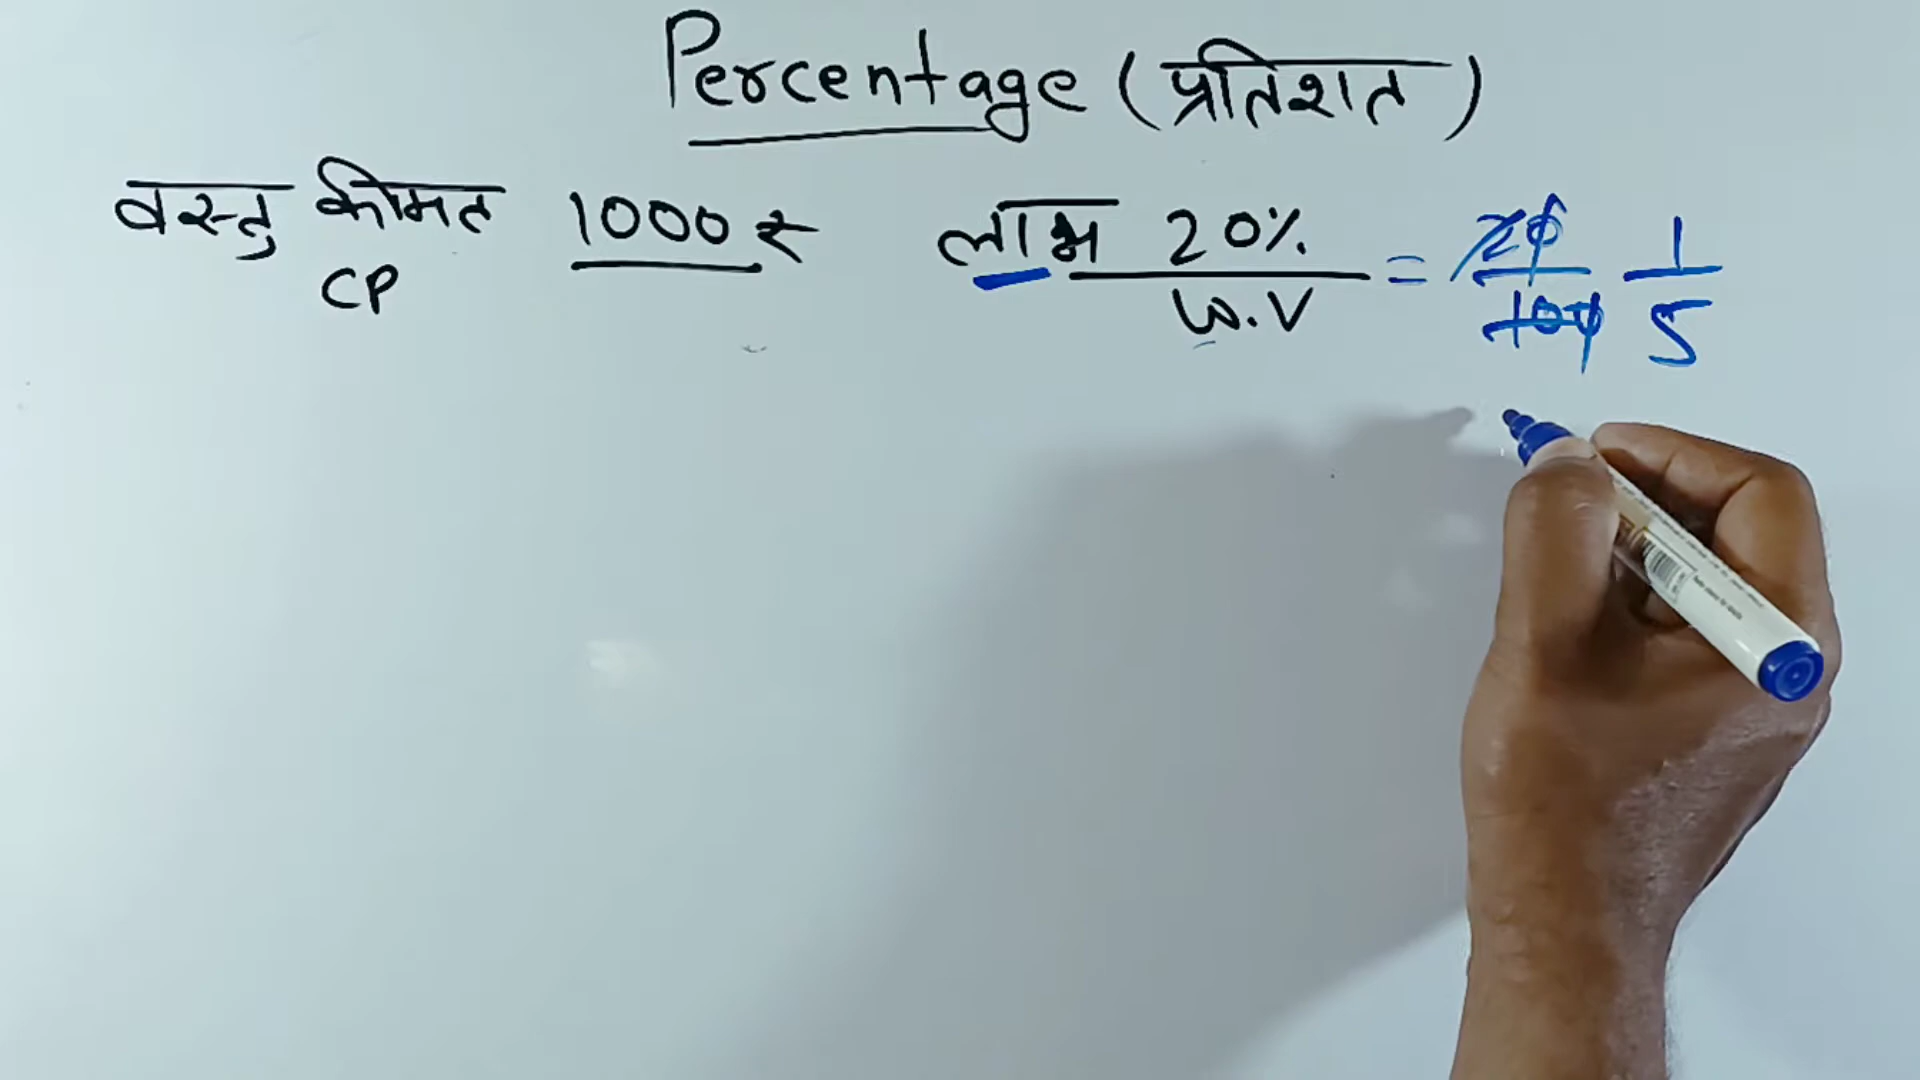 Percentage (प्रतिशत)
वस्तु कीमत 1000 ₹ लाभ 20% = 20/100 1/5
CP W.V